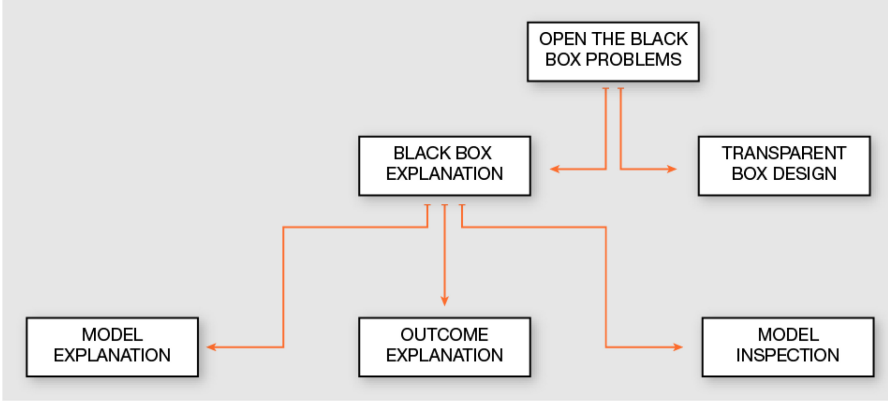 OPEN THE BLACK
BOX PROBLEMS
BLACK BOX
EXPLANATION
TRANSPARENT
BOX DESIGN
MODEL
EXPLANATION
OUTCOME
EXPLANATION
MODEL
INSPECTION